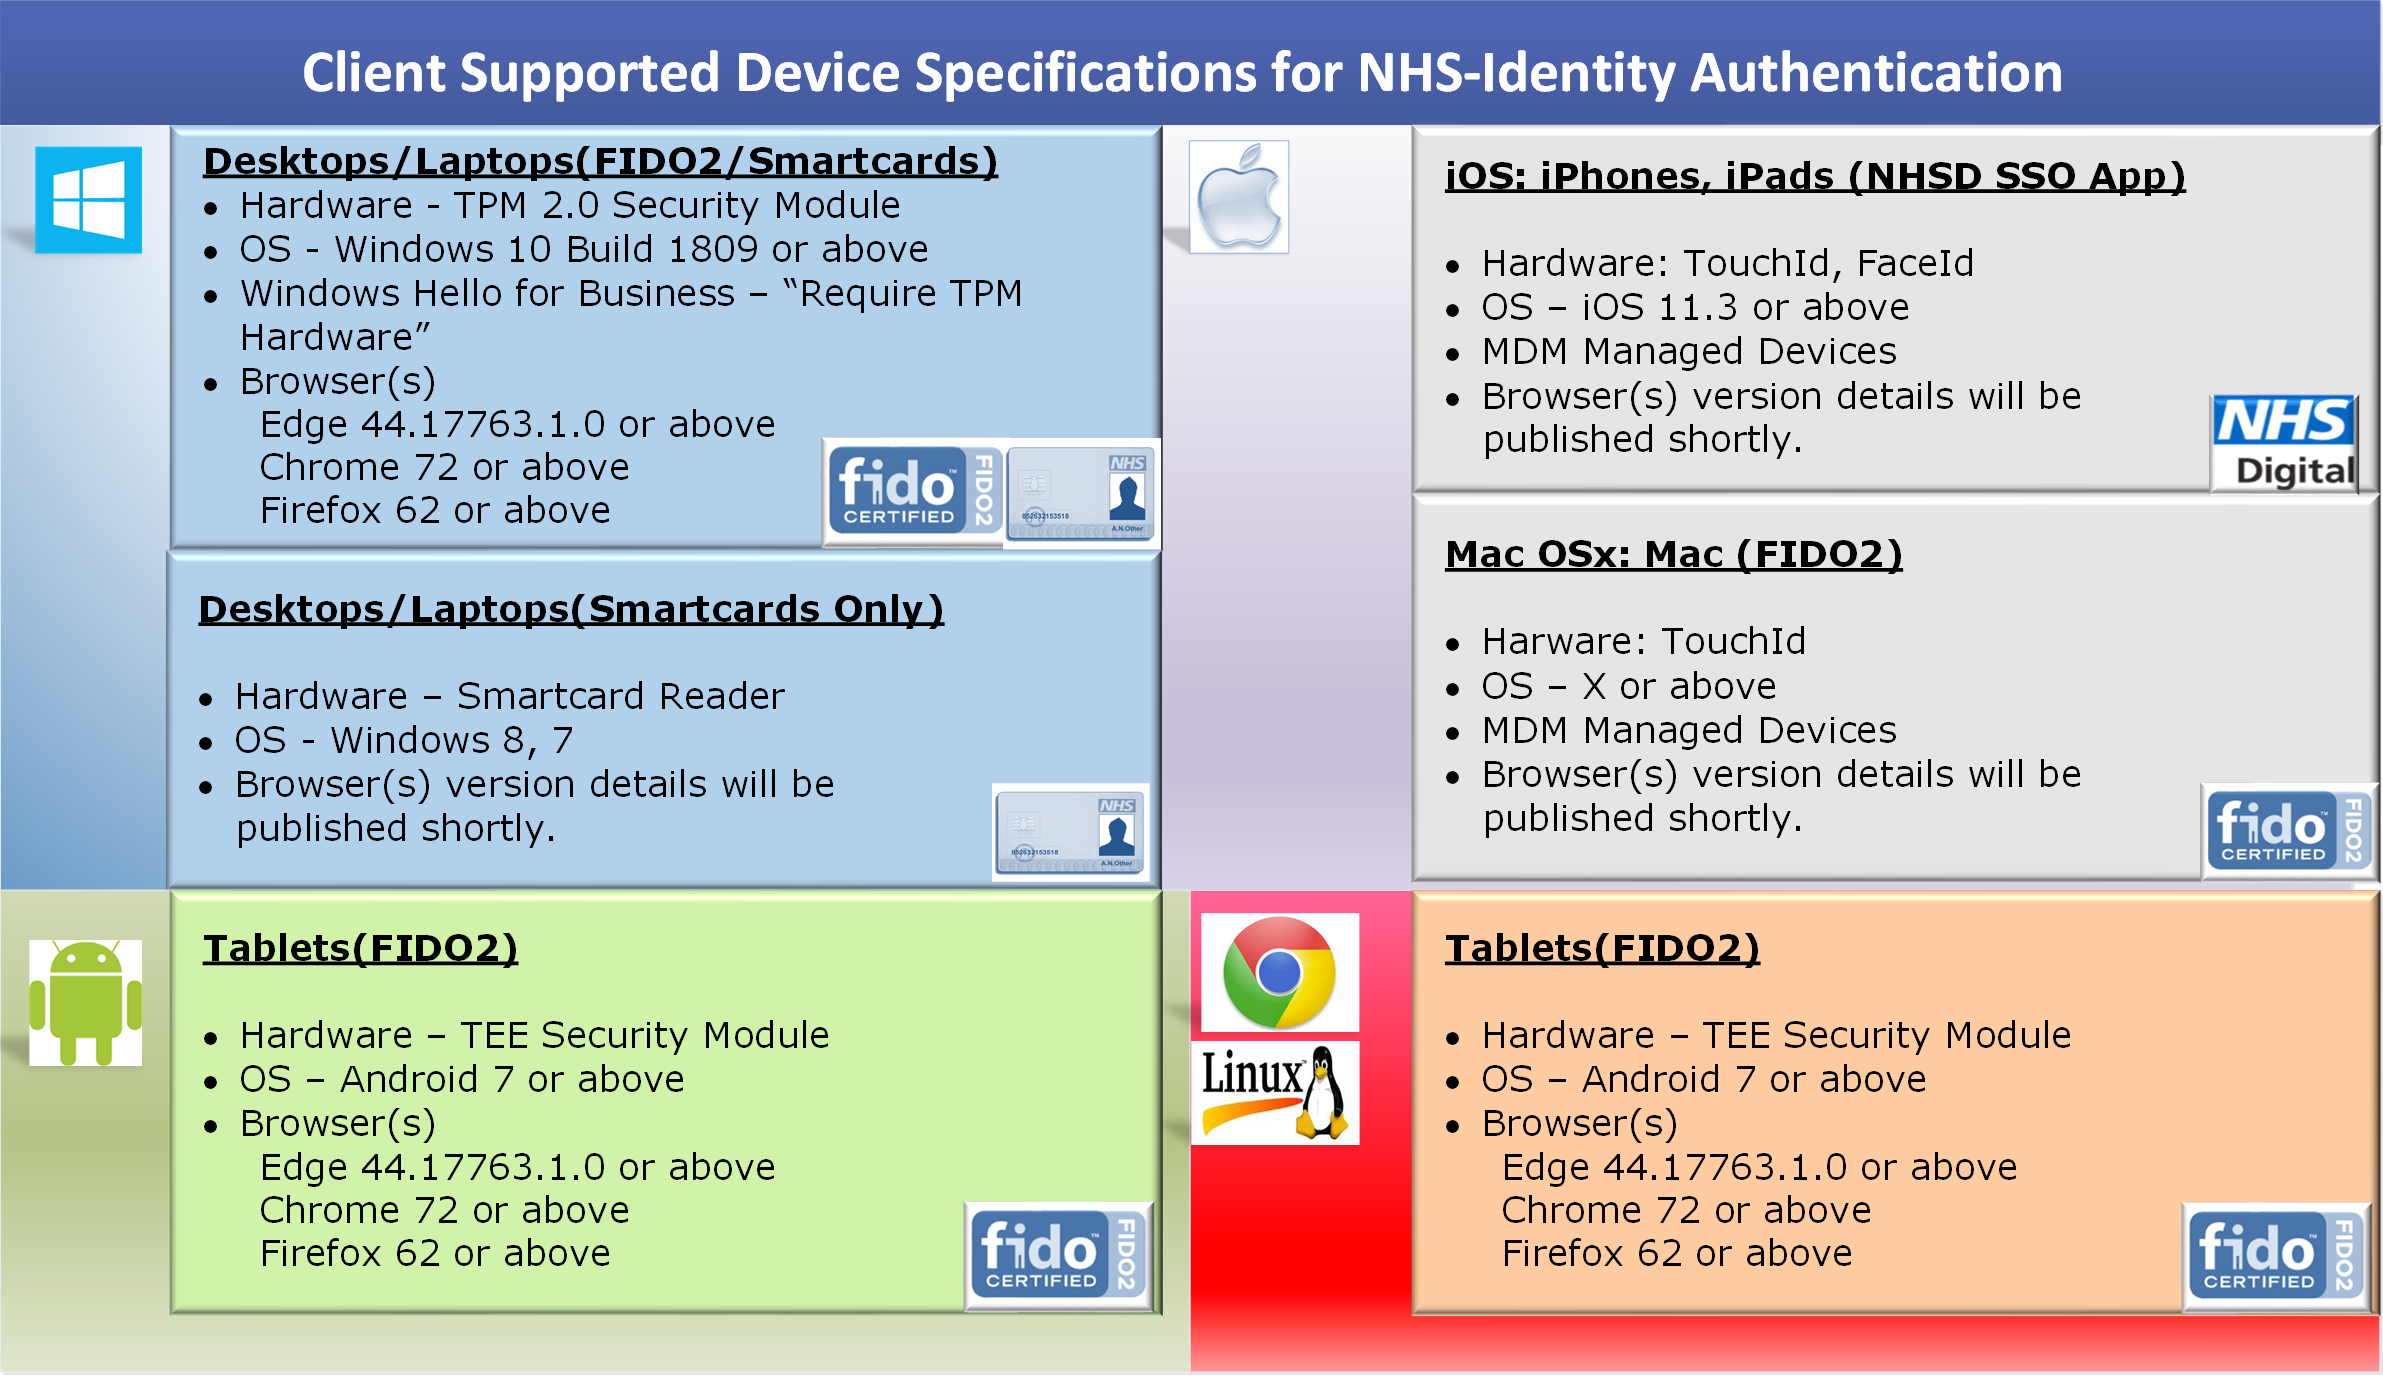 Client Supported Device Specifications for NHS-Identity Authentication
Desktops/Laptops(FIDO2/Smartcards)
• Hardware - TPM 2.0 Security Module
• OS - Windows 10 Build 1809 or above
• Windows Hello for Business – “Require TPM
Hardware”
• Browser(s)
Edge 44.17763.1.0 or above
Chrome 72 or above
Firefox 62 or above
fido™
CERTIFIED
FIDO2
NHS
852632153518
A.N.Other
Desktops/Laptops(Smartcards Only)
• Hardware – Smartcard Reader
• OS - Windows 8, 7
• Browser(s) version details will be
published shortly.
NHS
852632153518
A.N.Other
iOS: iPhones, iPads (NHSD SSO App)
• Hardware: TouchId, FaceId
• OS – iOS 11.3 or above
• MDM Managed Devices
• Browser(s) version details will be
published shortly.
NHS
Digital
Mac OSx: Mac (FIDO2)
• Harware: TouchId
• OS – X or above
• MDM Managed Devices
• Browser(s) version details will be
published shortly.
fido™
CERTIFIED
FIDO2
Tablets(FIDO2)
• Hardware – TEE Security Module
• OS – Android 7 or above
• Browser(s)
Edge 44.17763.1.0 or above
Chrome 72 or above
Firefox 62 or above
fido™
CERTIFIED
FIDO2
Linux™
Tablets(FIDO2)
• Hardware – TEE Security Module
• OS – Android 7 or above
• Browser(s)
Edge 44.17763.1.0 or above
Chrome 72 or above
Firefox 62 or above
fido™
CERTIFIED
FIDO2